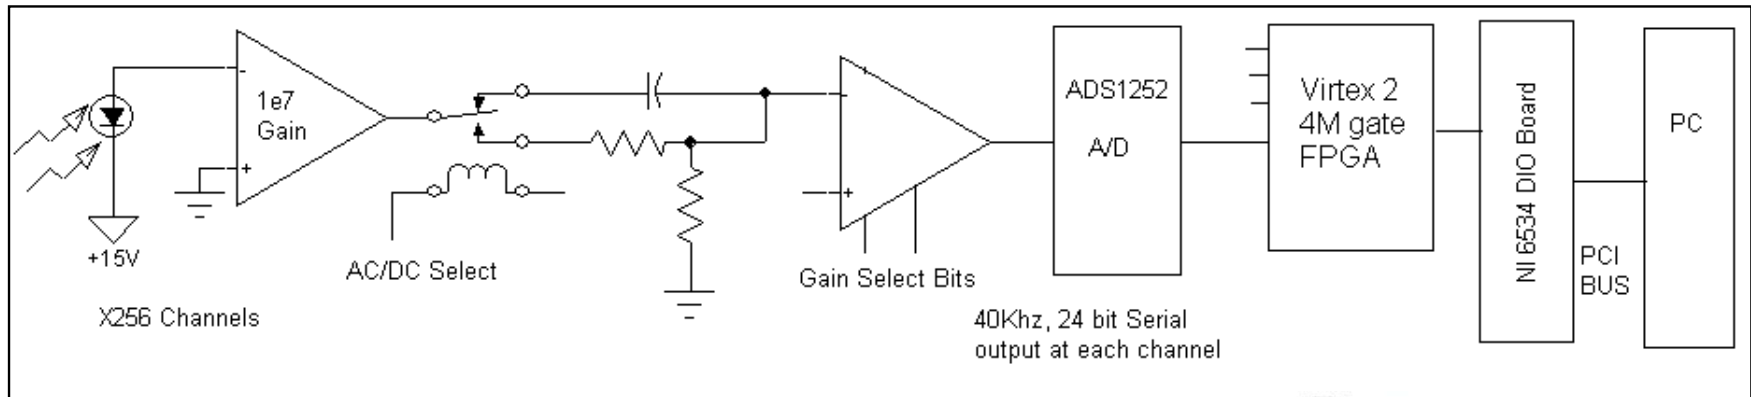 1e7
Gain
+15V
X256 Channels
AC/DC Select
-
+
-
+
Gain Select Bits
ADS1252
A/D
40Khz, 24 bit Serial
output at each channel
Virtex 2
4M gate
FPGA
NI 6534 DIO Board
PCI
BUS
PC